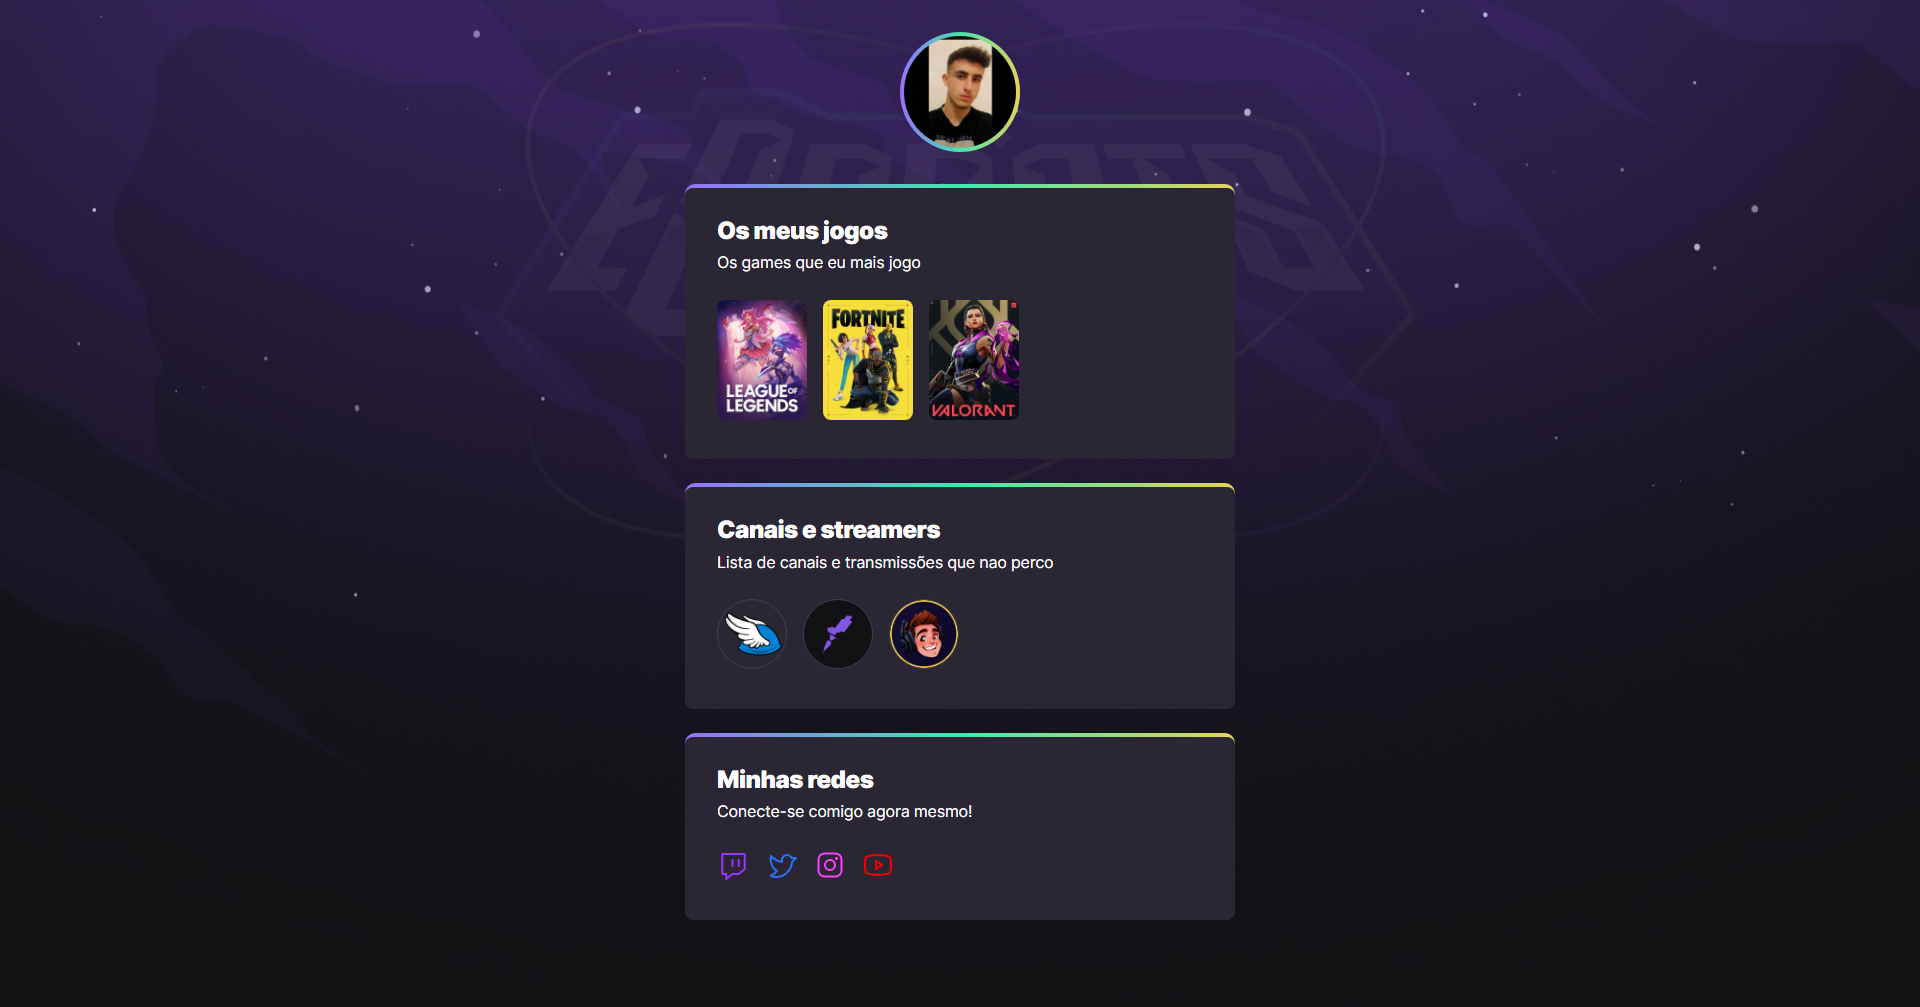 Os meus jogos
Os games que eu mais jogo
LEAGUE OF
LEGENDS
FORTNITE
VALORANT
Canais e streamers
Lista de canais e transmissões que nao perco
Minhas redes
Conecte-se comigo agora mesmo!